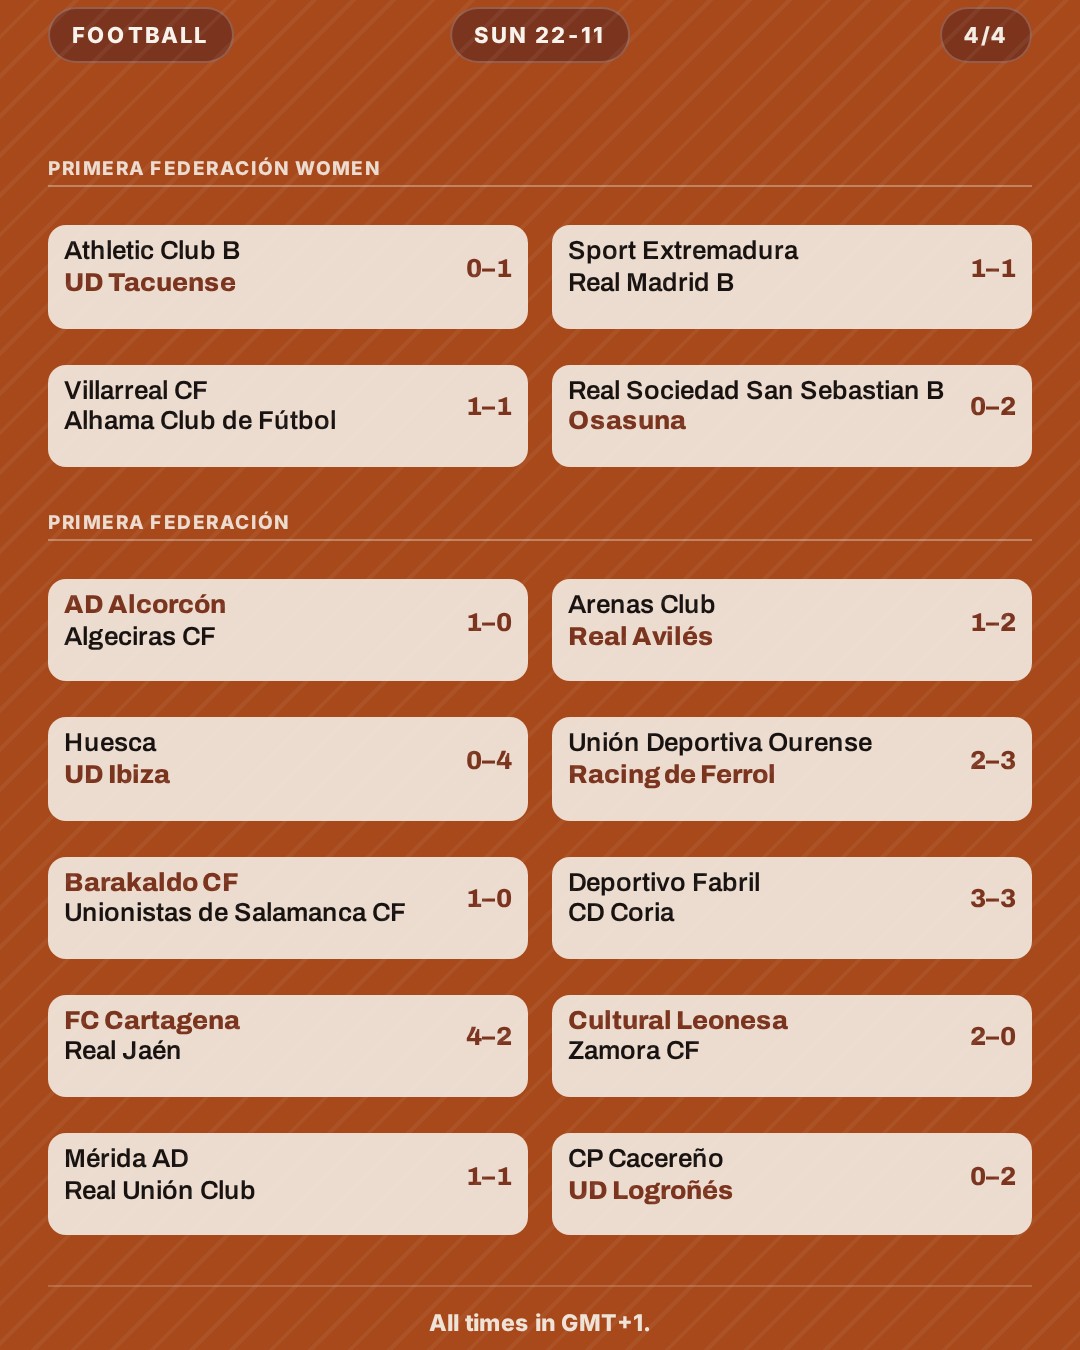 FOOTBALL
SUN 22-11
4/4
PRIMERA FEDERACIÓN WOMEN
Athletic Club B
UD Tacuense
0–1
Sport Extremadura
Real Madrid B
1–1
Villarreal CF
Alhama Club de Fútbol
1–1
Real Sociedad San Sebastian B
Osasuna
0–2
PRIMERA FEDERACIÓN
AD Alcorcón
Algeciras CF
1–0
Arenas Club
Real Avilés
1–2
Huesca
UD Ibiza
0–4
Unión Deportiva Ourense
Racing de Ferrol
2–3
Barakaldo CF
Unionistas de Salamanca CF
1–0
Deportivo Fabril
CD Coria
3–3
FC Cartagena
Real Jaén
4–2
Cultural Leonesa
Zamora CF
2–0
Mérida AD
Real Unión Club
1–1
CP Cacereño
UD Logroñés
0–2
All times in GMT+1.